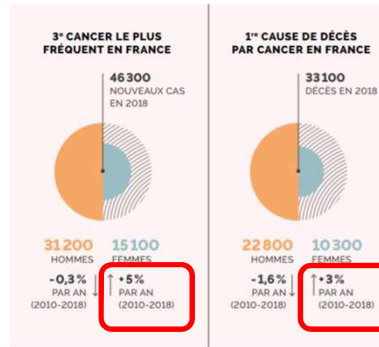 3e CANCER LE PLUS
FRÉQUENT EN FRANCE
46 300
NOUVEAUX CAS
EN 2018
31 200
HOMMES
15 100
FEMMES
-0,3%
PAR AN
(2010-2018)
+5%
PAR AN
(2010-2018)
1re CAUSE DE DÉCÈS
PAR CANCER EN FRANCE
33 100
DÉCÈS EN 2018
22 800
HOMMES
10 300
FEMMES
-1,6%
PAR AN
(2010-2018)
+3%
PAR AN
(2010-2018)